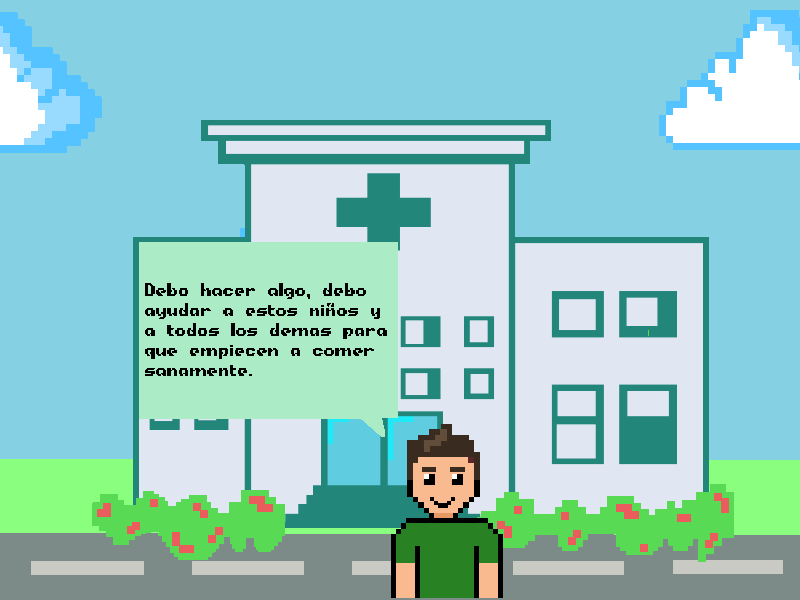 Debo hacer algo, debo
ayudar a estos niños y
a todos los demas para
que empiecen a comer
sanamente.